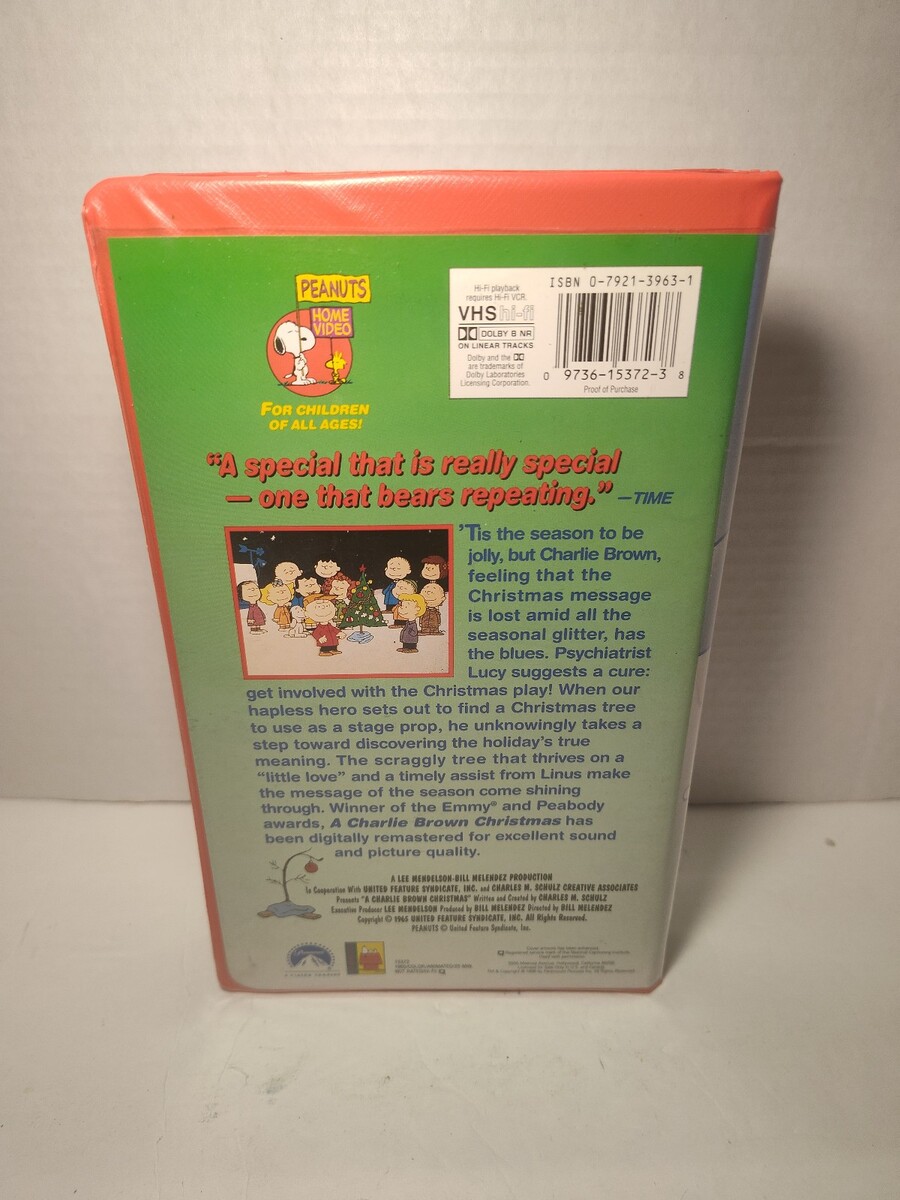 PEANUTS
HOME
VIDEO
FOR CHILDREN
OF ALL AGES!
Hi-Fi playback
requires Hi-Fi VCR.
VHS hi-fi
DOLBY B NR
ON LINEAR TRACKS
Dolby and the
are trademarks of
Dolby Laboratories
Licensing Corporation.
ISBN 0-7921-3963-1
0 9736-15372-3 8
Proof of Purchase
“A special that is really special
— one that bears repeating.” —TIME
’Tis the season to be
jolly, but Charlie Brown,
feeling that the
Christmas message
is lost amid all the
seasonal glitter, has
the blues. Psychiatrist
Lucy suggests a cure:
get involved with the Christmas play! When our
hapless hero sets out to find a Christmas tree
to use as a stage prop, he unknowingly takes a
step toward discovering the holiday’s true
meaning. The scraggly tree that thrives on a
“little love” and a timely assist from Linus make
the message of the season come shining
through. Winner of the Emmy® and Peabody
awards, A Charlie Brown Christmas has
been digitally remastered for excellent sound
and picture quality.
A LEE MENDELSON-BILL MELENDEZ PRODUCTION
In Cooperation With UNITED FEATURE SYNDICATE, INC. and CHARLES M. SCHULZ CREATIVE ASSOCIATES
Presents "A CHARLIE BROWN CHRISTMAS" Written and Created by CHARLES M. SCHULZ
Executive Producer LEE MENDELSON Produced by BILL MELENDEZ Directed by BILL MELENDEZ
Copyright © 1965 UNITED FEATURE SYNDICATE, INC. All Rights Reserved.
PEANUTS © United Feature Syndicate, Inc.
Paramount